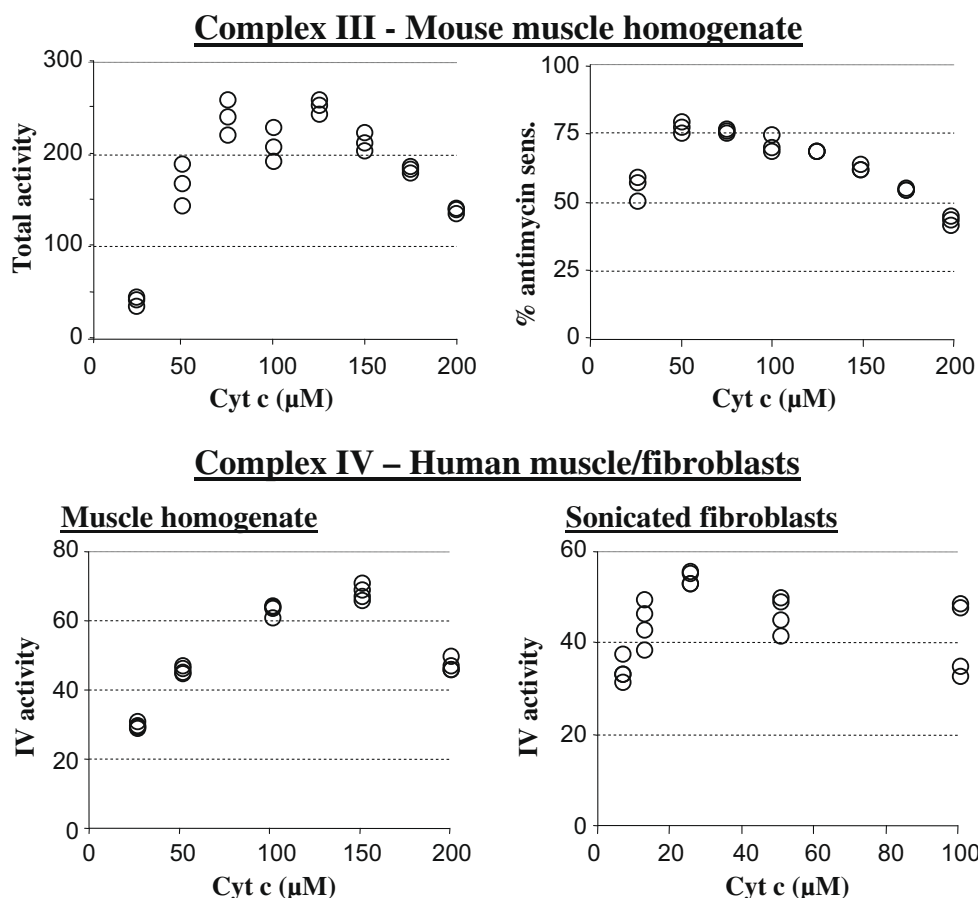 Complex III - Mouse muscle homogenate
Total activity
300
200
100
0
0 50 100 150 200
Cyt c (µM)
% antimycin sens.
100
75
50
25
0
0 50 100 150 200
Cyt c (µM)
Complex IV – Human muscle/fibroblasts
Muscle homogenate
IV activity
80
60
40
20
0
0 50 100 150 200
Cyt c (µM)
Sonicated fibroblasts
IV activity
60
40
20
0
0 20 40 60 80 100
Cyt c (µM)